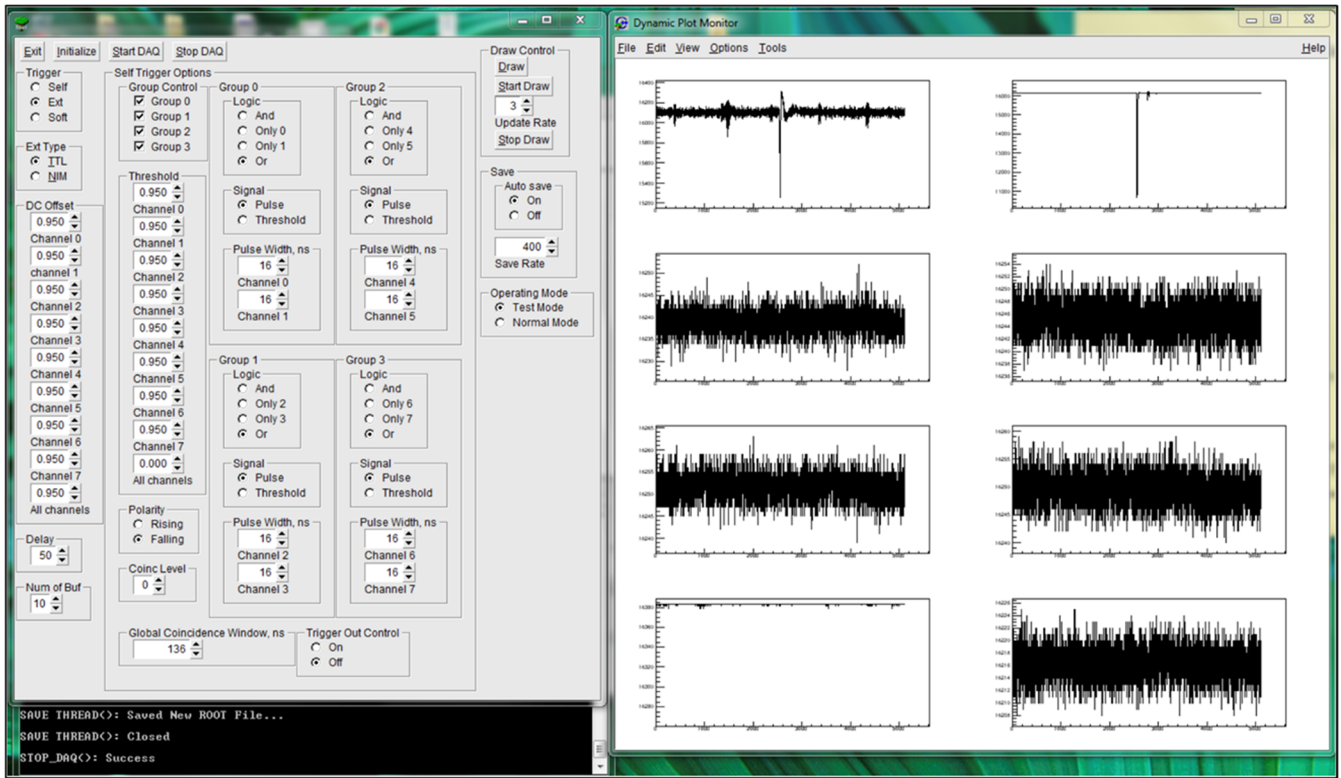 Exit Initialize Start DAQ Stop DAQ
Trigger
Self
Ext
Soft
Ext Type
TTL
NIM
DC Offset
0.950
Channel 0
0.950
channel 1
0.950
Channel 2
0.950
Channel 3
0.950
Channel 4
0.950
Channel 5
0.950
Channel 6
0.950
Channel 7
0.950
All channels
Delay
50
Num of Buf
10
Self Trigger Options
Group Control
Group 0
Group 1
Group 2
Group 3
Threshold
0.950
Channel 0
0.950
Channel 1
0.950
Channel 2
0.950
Channel 3
0.950
Channel 4
0.950
Channel 5
0.950
Channel 6
0.950
Channel 7
0.000
All channels
Polarity
Rising
Falling
Coinc Level
0
Group 0
Logic
And
Only 0
Only 1
Or
Signal
Pulse
Threshold
Pulse Width, ns
16
Channel 0
16
Channel 1
Group 2
Logic
And
Only 4
Only 5
Or
Signal
Pulse
Threshold
Pulse Width, ns
16
Channel 4
16
Channel 5
Group 1
Logic
And
Only 2
Only 3
Or
Signal
Pulse
Threshold
Pulse Width, ns
16
Channel 2
16
Channel 3
Group 3
Logic
And
Only 6
Only 7
Or
Signal
Pulse
Threshold
Pulse Width, ns
16
Channel 6
16
Channel 7
Global Coincidence Window, ns
136
Trigger Out Control
On
Off
Draw Control
Draw
Start Draw
3
Update Rate
Stop Draw
Save
Auto save
On
Off
400
Save Rate
Operating Mode
Test Mode
Normal Mode
SAVE THREAD(): Saved New ROOT File...
SAVE THREAD(): Closed
STOP_DAQ(): Success
Dynamic Plot Monitor
File Edit View Options Tools Help